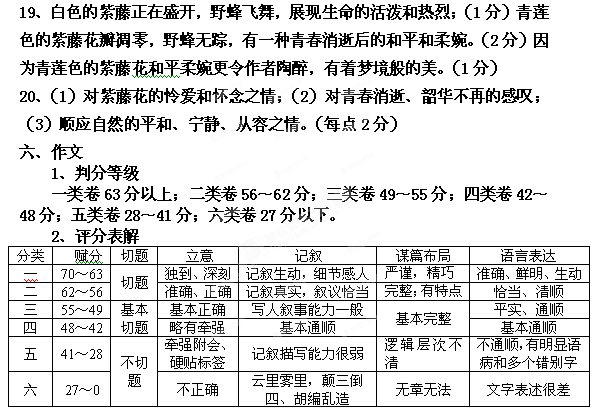 19、白色的紫藤正在盛开，野蜂飞舞，展现生命的活泼和热烈；（1分）青莲
色的紫藤花瓣凋零，野蜂无踪，有一种青春消逝后的和平和柔婉。（2分）因
为青莲色的紫藤花和平柔婉更令作者陶醉，有着梦境般的美。（1分）
20、（1）对紫藤花的怜爱和怀念之情；（2）对青春消逝、韶华不再的感叹；
（3）顺应自然的平和、宁静、从容之情。（每点2分）
六、作文
1、判分等级
一类卷63分以上；二类卷56～62分；三类卷49～55分；四类卷42～
48分；五类卷28～41分；六类卷27分以下。
2、评分表解
分类 赋分 切题 立意 记叙 谋篇布局 语言表达
一 70～63 切题 独到、深刻 记叙生动，细节感人 严谨，精巧 准确、鲜明、生动
二 62～56 准确、正确 记叙真实，叙议恰当 完整；有特点 恰当、清顺
三 55～49 基本切题 基本正确 写人叙事能力一般 基本完整 平实、通顺
四 48～42 略有牵强 基本通顺 基本通顺
五 41～28 不切题 牵强附会、硬贴标签 记叙描写能力很弱 逻辑层次不清 不通顺，有明显语病和多个错别字
六 27～0 不正确 云里雾里，颠三倒四、胡编乱造 无章无法 文字表述很差